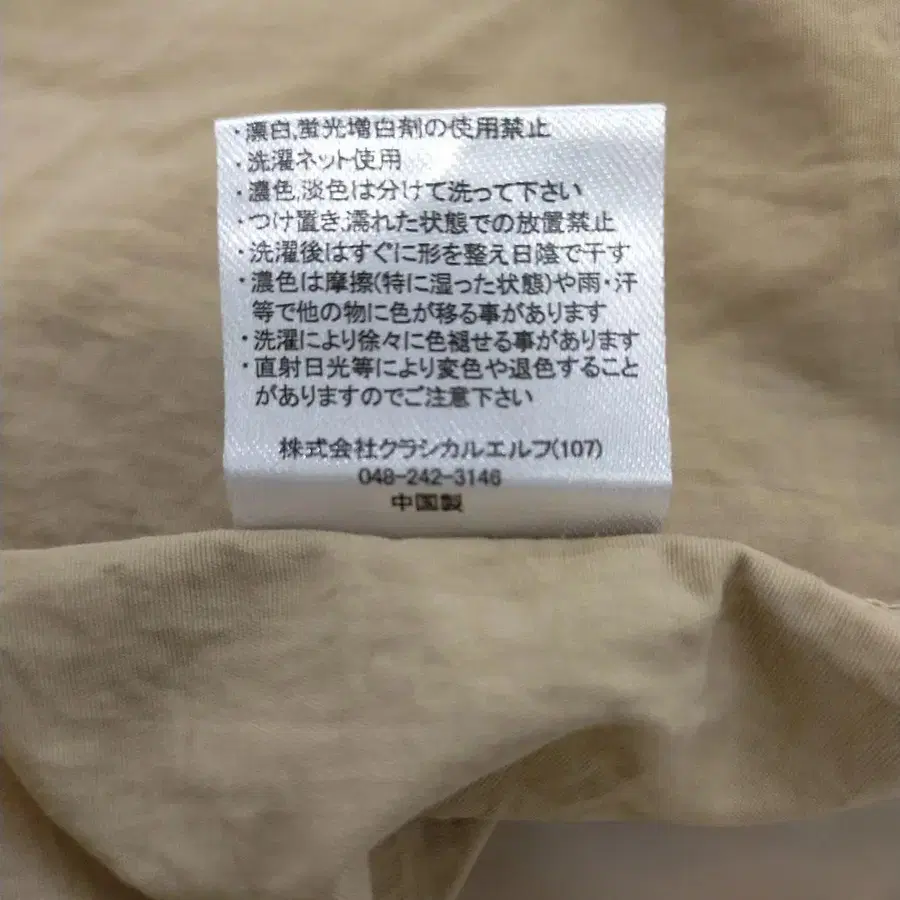 ・漂白,蛍光増白剤の使用禁止
・洗濯ネット使用
・濃色,淡色は分けて洗って下さい
・つけ置き,濡れた状態での放置禁止
・洗濯後はすぐに形を整え日陰で干す
・濃色は摩擦(特に湿った状態)や雨・汗
等で他の物に色が移る事があります
・洗濯により徐々に色褪せる事があります
・直射日光等により変色や退色すること
がありますのでご注意下さい
株式会社クラシカルエルフ(107)
048-242-3146
中国製